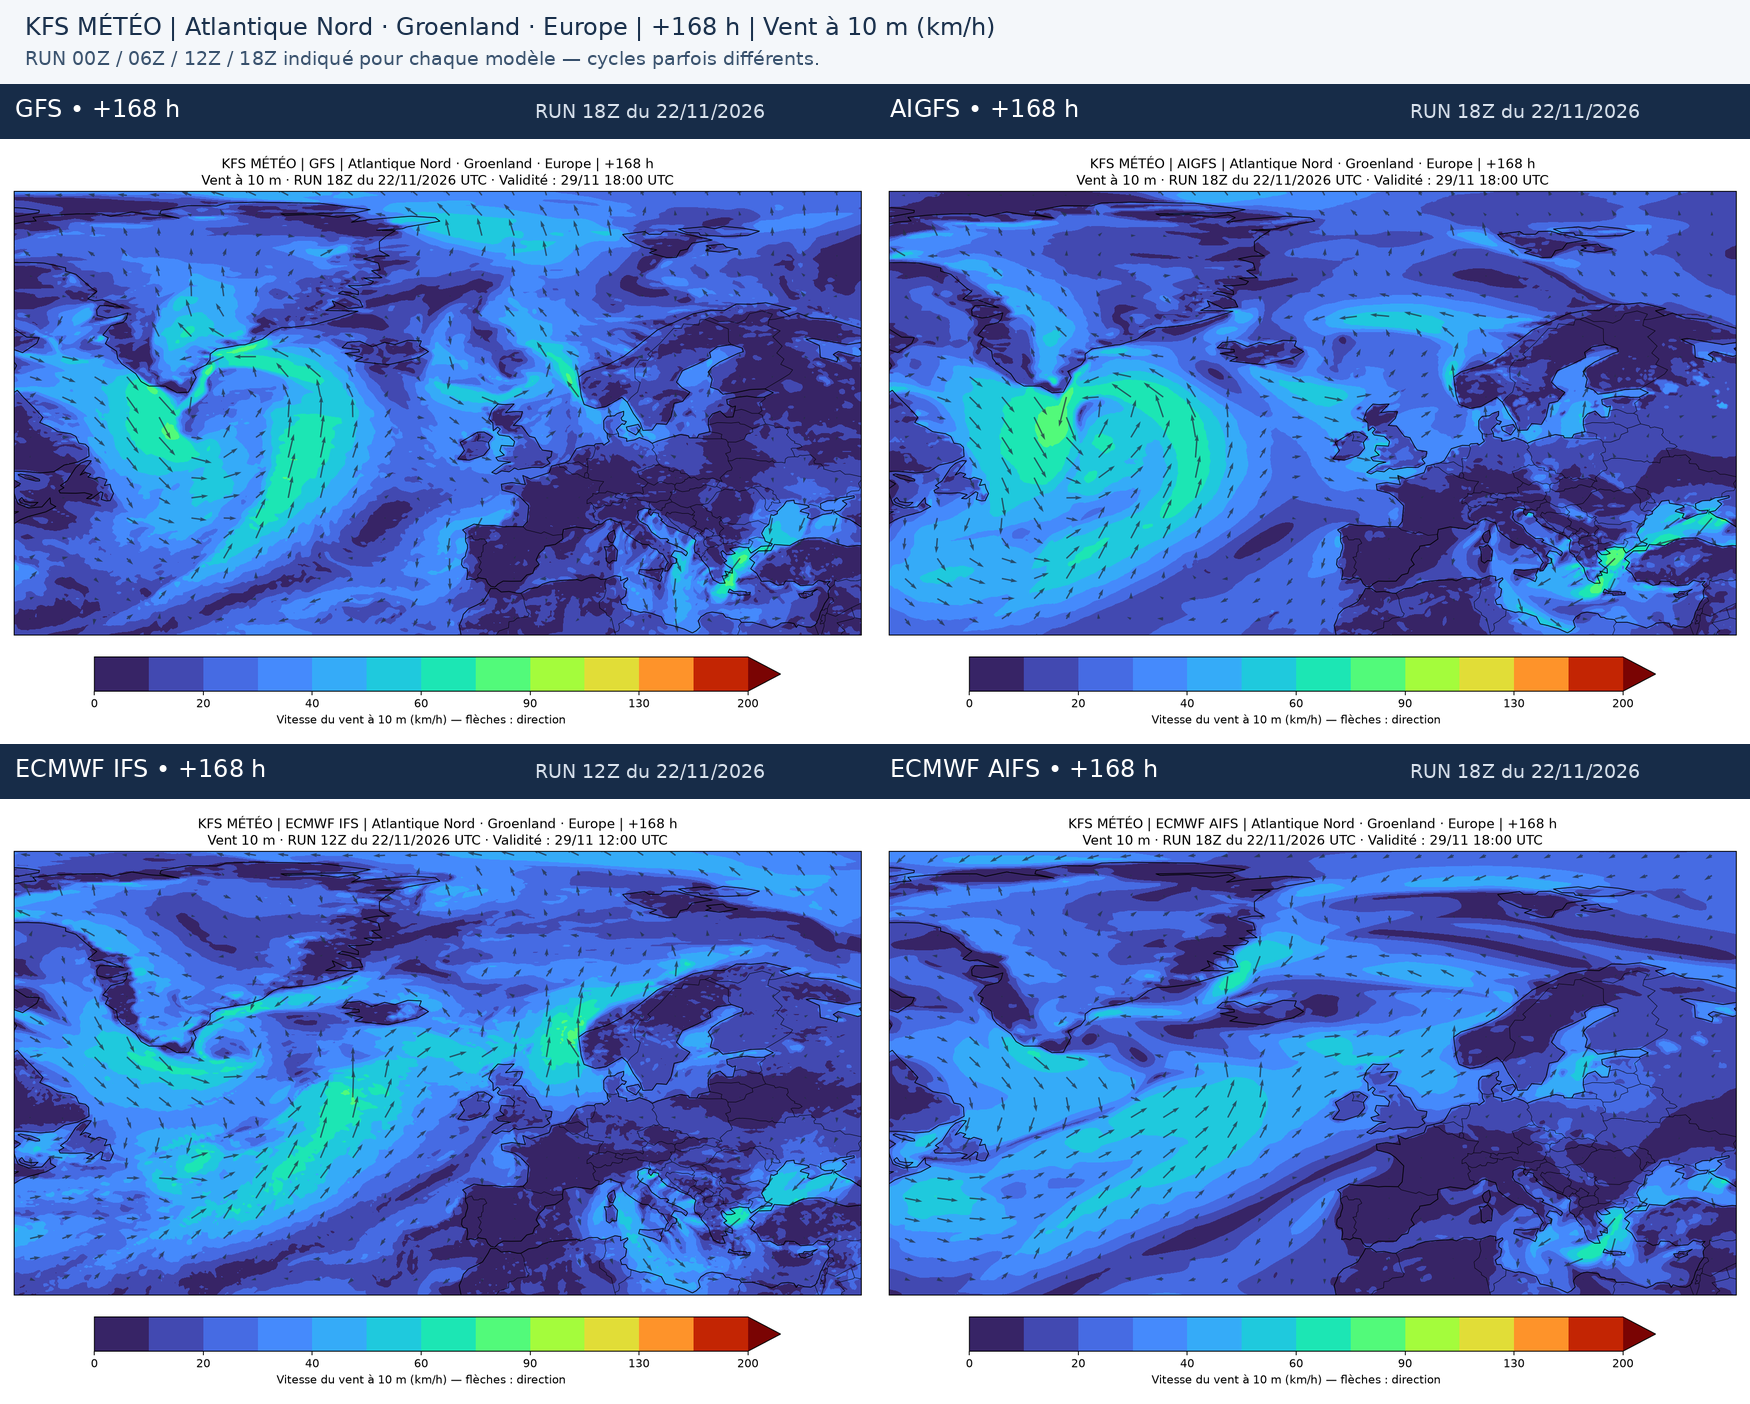 KFS MÉTÉO | Atlantique Nord · Groenland · Europe | +168 h | Vent à 10 m (km/h)
RUN 00Z / 06Z / 12Z / 18Z indiqué pour chaque modèle — cycles parfois différents.
GFS • +168 h
RUN 18Z du 22/11/2026
KFS MÉTÉO | GFS | Atlantique Nord · Groenland · Europe | +168 h
Vent à 10 m · RUN 18Z du 22/11/2026 UTC · Validité : 29/11 18:00 UTC
0 20 40 60 90 130 200
Vitesse du vent à 10 m (km/h) — flèches : direction
AIGFS • +168 h
RUN 18Z du 22/11/2026
KFS MÉTÉO | AIGFS | Atlantique Nord · Groenland · Europe | +168 h
Vent à 10 m · RUN 18Z du 22/11/2026 UTC · Validité : 29/11 18:00 UTC
0 20 40 60 90 130 200
Vitesse du vent à 10 m (km/h) — flèches : direction
ECMWF IFS • +168 h
RUN 12Z du 22/11/2026
KFS MÉTÉO | ECMWF IFS | Atlantique Nord · Groenland · Europe | +168 h
Vent 10 m · RUN 12Z du 22/11/2026 UTC · Validité : 29/11 12:00 UTC
0 20 40 60 90 130 200
Vitesse du vent à 10 m (km/h) — flèches : direction
ECMWF AIFS • +168 h
RUN 18Z du 22/11/2026
KFS MÉTÉO | ECMWF AIFS | Atlantique Nord · Groenland · Europe | +168 h
Vent 10 m · RUN 18Z du 22/11/2026 UTC · Validité : 29/11 18:00 UTC
0 20 40 60 90 130 200
Vitesse du vent à 10 m (km/h) — flèches : direction